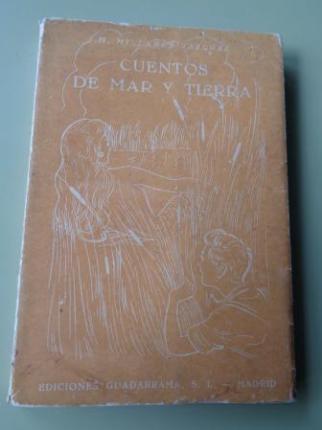 CUENTOS
DE MAR Y TIERRA
EDICIONES GUADARRAMA, S. L. — MADRID